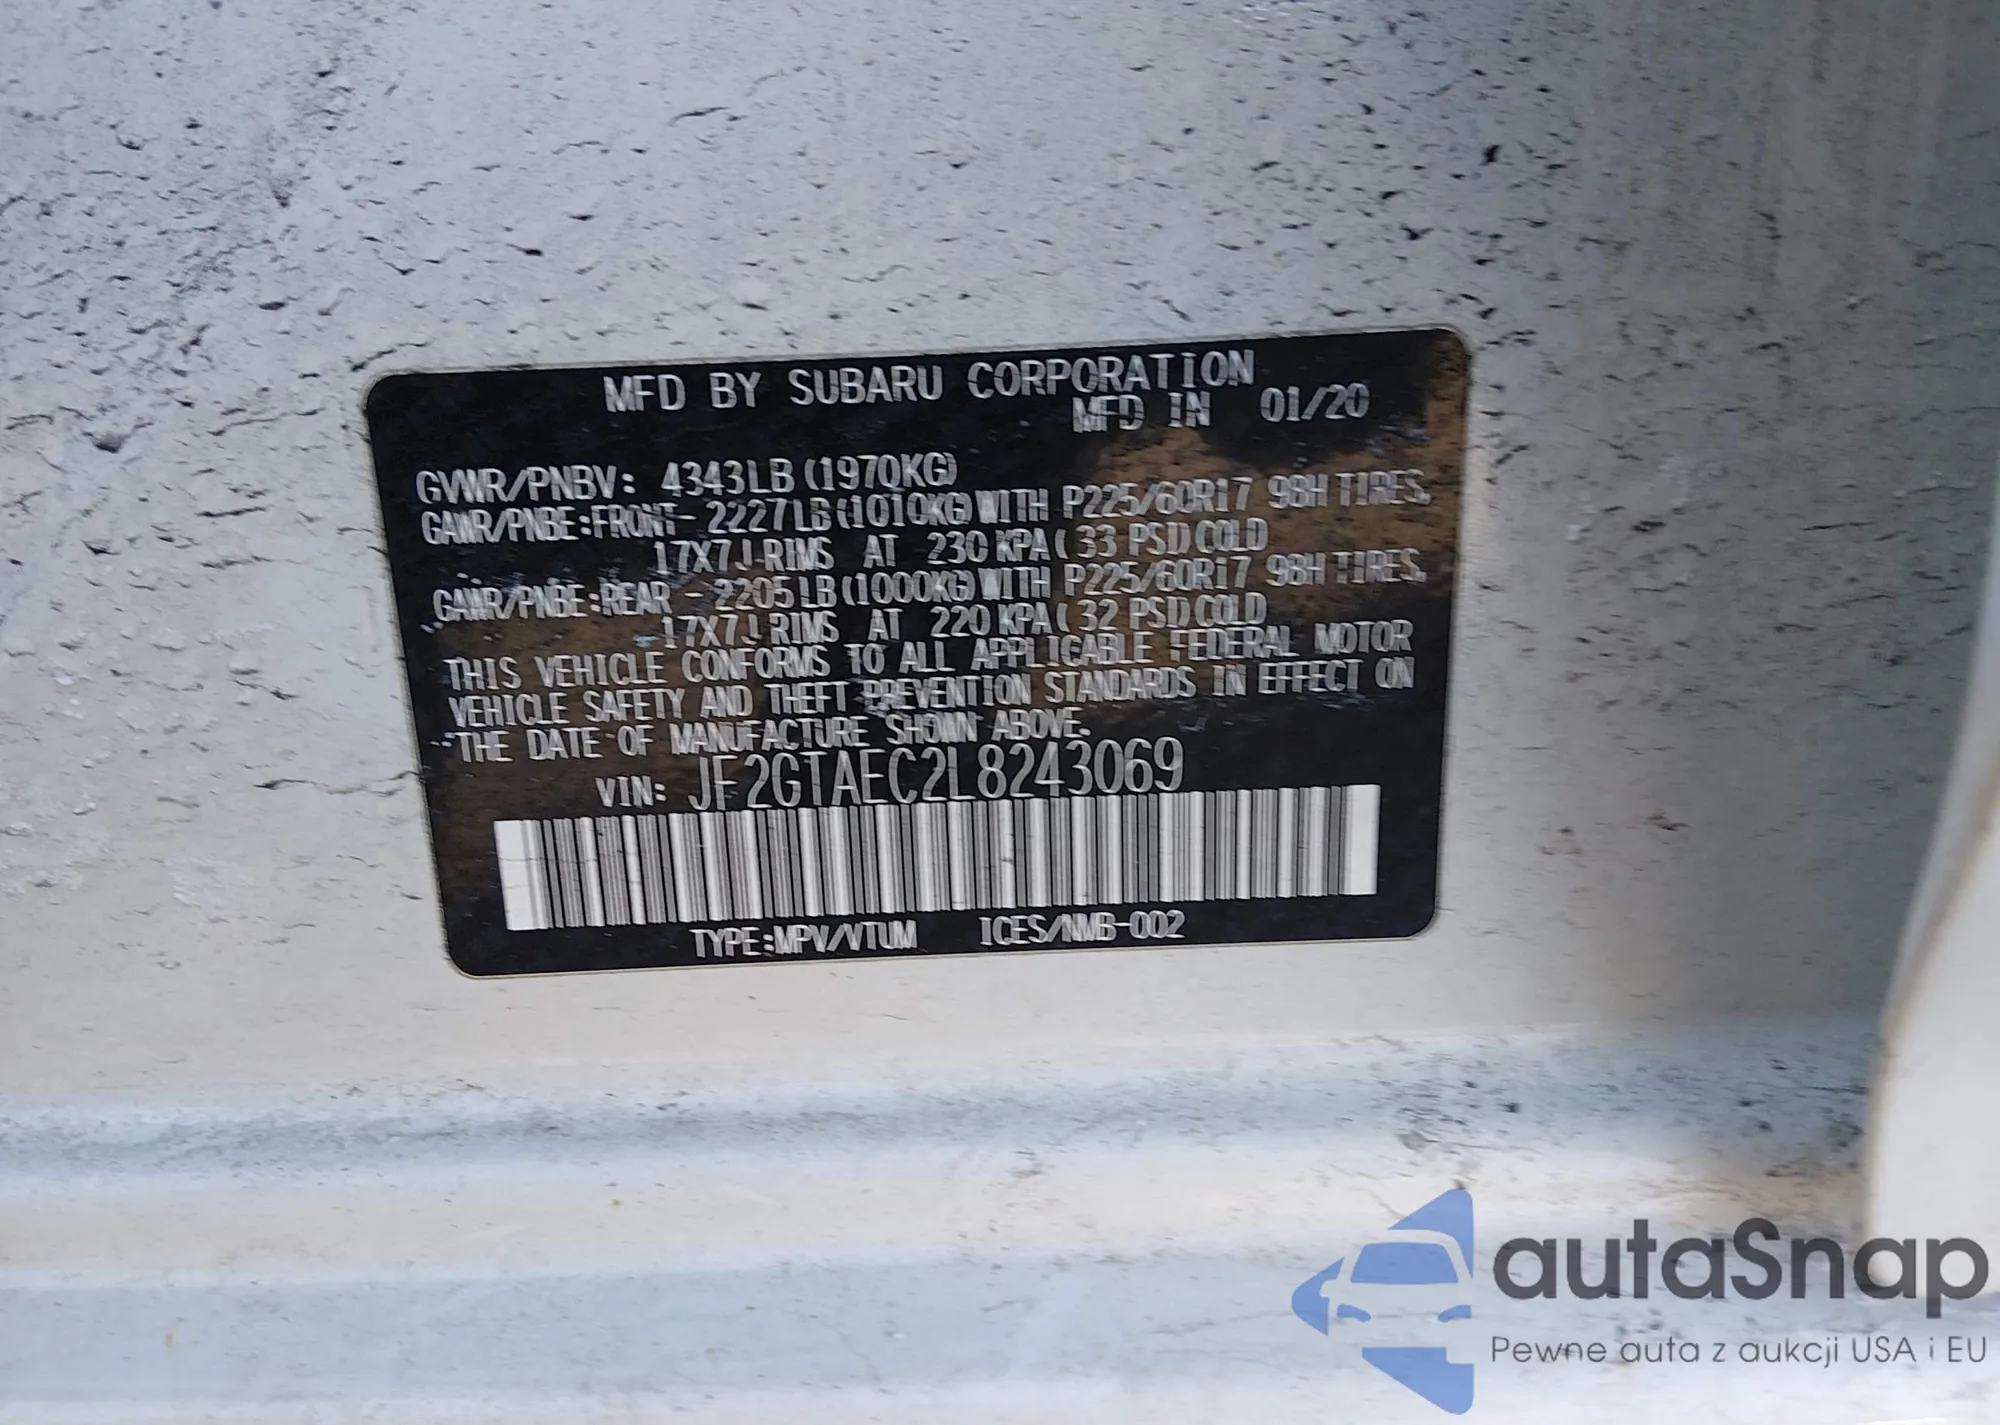 MFD BY SUBARU CORPORATION
MFD IN 01/20
GVWR/PNBV: 4343LB (1970KG)
GAWR/PNBE:FRONT- 2227LB(1010KG)WITH P225/60R17 98H TIRES,
17X7J-RIMS AT 230 KPA( 33 PSI)COLD
GAWR/PNBE:REAR - 2205LB(1000KG)WITH P225/60R17 98H TIRES,
17X7J RIMS AT 220 KPA( 32 PSI)COLD
THIS VEHICLE CONFORMS TO ALL APPLICABLE FEDERAL MOTOR
VEHICLE SAFETY AND THEFT PREVENTION STANDARDS IN EFFECT ON
THE DATE OF MANUFACTURE SHOWN ABOVE.
VIN: JF2GTAEC2L8243069
TYPE:MPV/VTUM ICES/NMB-002
autaSnap
Pewne auta z aukcji USA i EU